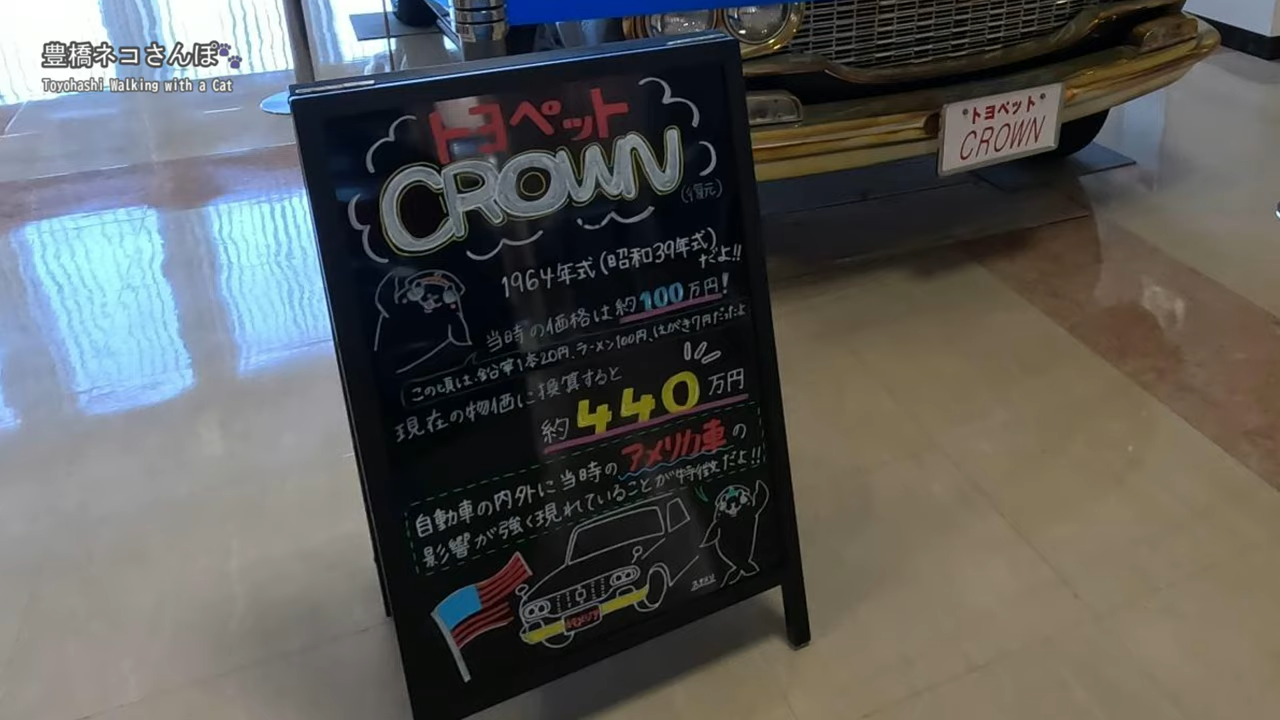 豊橋ネコさんぽ
Toyohashi Walking with a Cat
トヨペット
CROWN
(復元)
1964年式(昭和39年式)
だよ!!
当時の価格は約100万円!
(この頃は、鉛筆1本20円、ラーメン100円、はがき7円だったよ
現在の物価に換算すると
約440万円
自動車の内外に当時のアメリカ車の
影響が強く現れていることが特徴だよ!!
トヨペット
CROWN